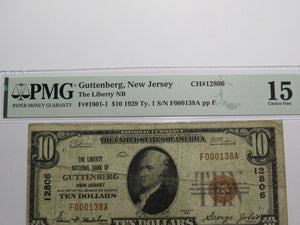 PMG
PAPER MONEY GUARANTY
Guttenberg, New Jersey CH#12806
The Liberty NB
Fr#1801-1 $10 1929 Ty. 1 S/N F000138A pp F
15
Choice Fine
10
THE UNITED STATES OF AMERICA
10
THE LIBERTY
NATIONAL BANK OF
GUTTENBERG
NEW JERSEY
TEN DOLLARS
F000138A
12806
F000138A
12806
TEN DOLLARS